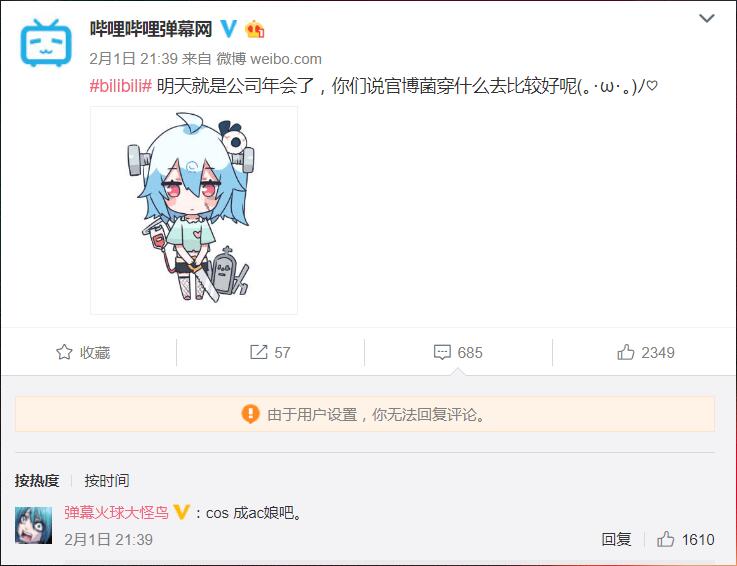 哔哩哔哩弹幕网
2月1日 21:39 来自 微博 weibo.com
#bilibili# 明天就是公司年会了，你们说官博菌穿什么去比较好呢(｡･ω･｡)ﾉ♡
收藏 57 685 2349
由于用户设置，你无法回复评论。
按热度 按时间
弹幕火球大怪鸟：cos 成ac娘吧。
2月1日 21:39 回复 1610